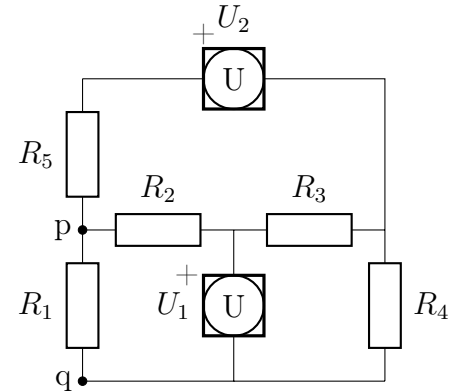 U₂
+
U
R₅
R₂
R₃
p
+
R₁
U₁
U
R₄
q